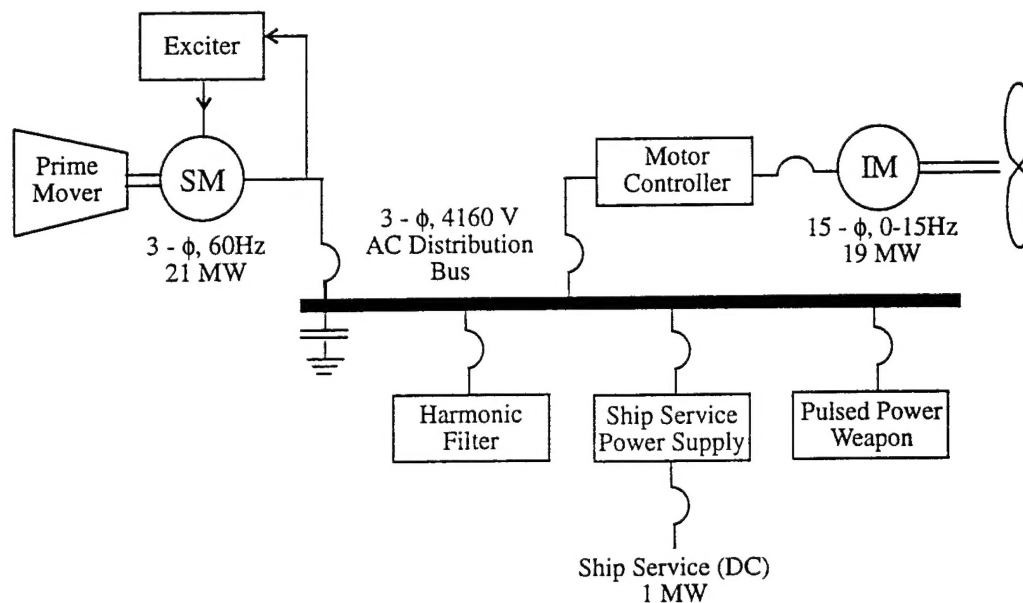 Exciter
Prime
Mover
SM
3 - ϕ, 60Hz
21 MW
3 - ϕ, 4160 V
AC Distribution
Bus
Motor
Controller
IM
15 - ϕ, 0-15Hz
19 MW
Harmonic
Filter
Ship Service
Power Supply
Pulsed Power
Weapon
Ship Service (DC)
1 MW